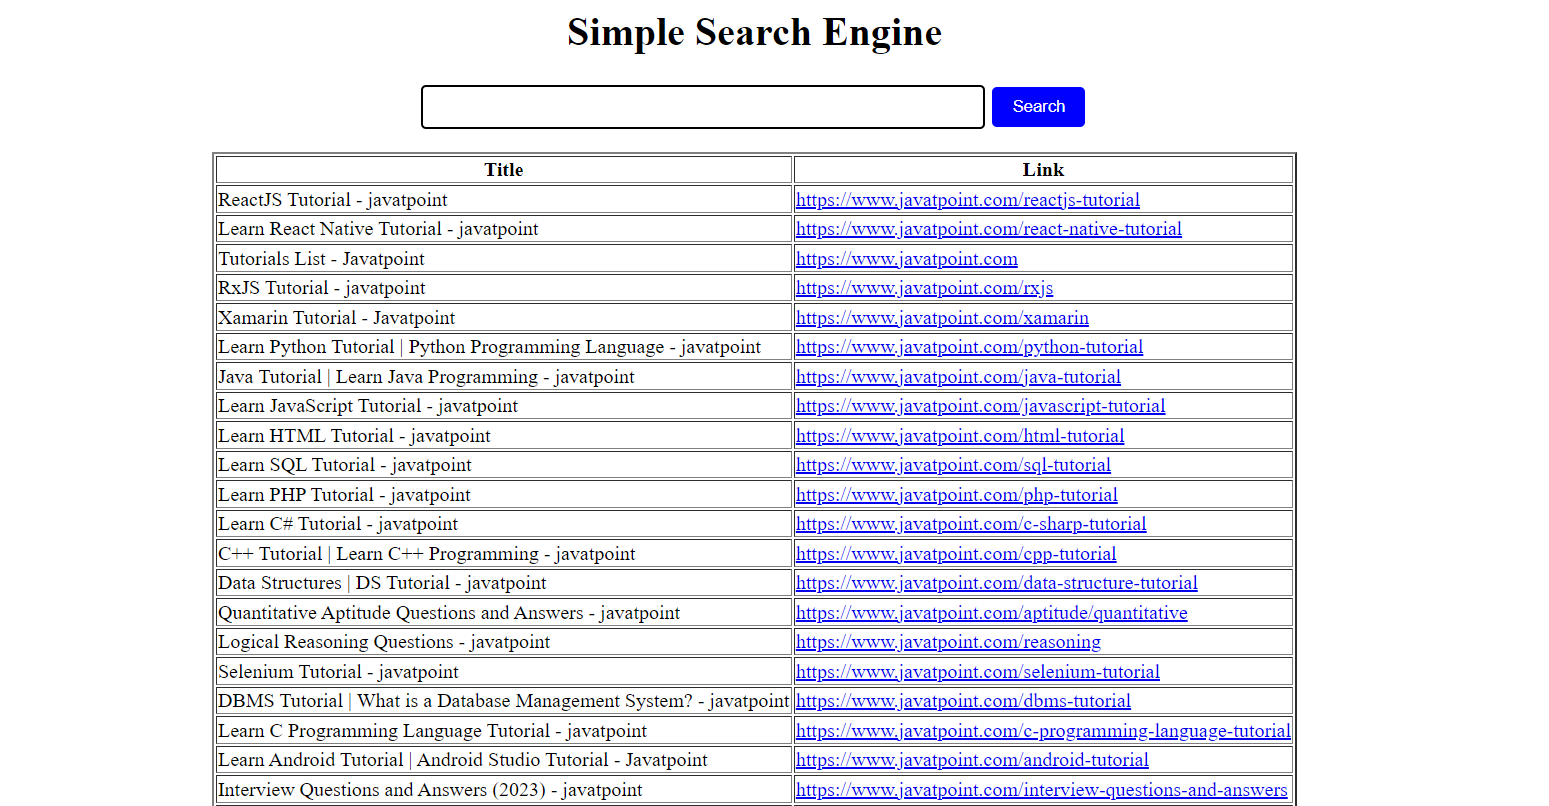 Simple Search Engine
Search
Title Link
ReactJS Tutorial - javatpoint https://www.javatpoint.com/reactjs-tutorial
Learn React Native Tutorial - javatpoint https://www.javatpoint.com/react-native-tutorial
Tutorials List - Javatpoint https://www.javatpoint.com
RxJS Tutorial - javatpoint https://www.javatpoint.com/rxjs
Xamarin Tutorial - Javatpoint https://www.javatpoint.com/xamarin
Learn Python Tutorial | Python Programming Language - javatpoint https://www.javatpoint.com/python-tutorial
Java Tutorial | Learn Java Programming - javatpoint https://www.javatpoint.com/java-tutorial
Learn JavaScript Tutorial - javatpoint https://www.javatpoint.com/javascript-tutorial
Learn HTML Tutorial - javatpoint https://www.javatpoint.com/html-tutorial
Learn SQL Tutorial - javatpoint https://www.javatpoint.com/sql-tutorial
Learn PHP Tutorial - javatpoint https://www.javatpoint.com/php-tutorial
Learn C# Tutorial - javatpoint https://www.javatpoint.com/c-sharp-tutorial
C++ Tutorial | Learn C++ Programming - javatpoint https://www.javatpoint.com/cpp-tutorial
Data Structures | DS Tutorial - javatpoint https://www.javatpoint.com/data-structure-tutorial
Quantitative Aptitude Questions and Answers - javatpoint https://www.javatpoint.com/aptitude/quantitative
Logical Reasoning Questions - javatpoint https://www.javatpoint.com/reasoning
Selenium Tutorial - javatpoint https://www.javatpoint.com/selenium-tutorial
DBMS Tutorial | What is a Database Management System? - javatpoint https://www.javatpoint.com/dbms-tutorial
Learn C Programming Language Tutorial - javatpoint https://www.javatpoint.com/c-programming-language-tutorial
Learn Android Tutorial | Android Studio Tutorial - Javatpoint https://www.javatpoint.com/android-tutorial
Interview Questions and Answers (2023) - javatpoint https://www.javatpoint.com/interview-questions-and-answers